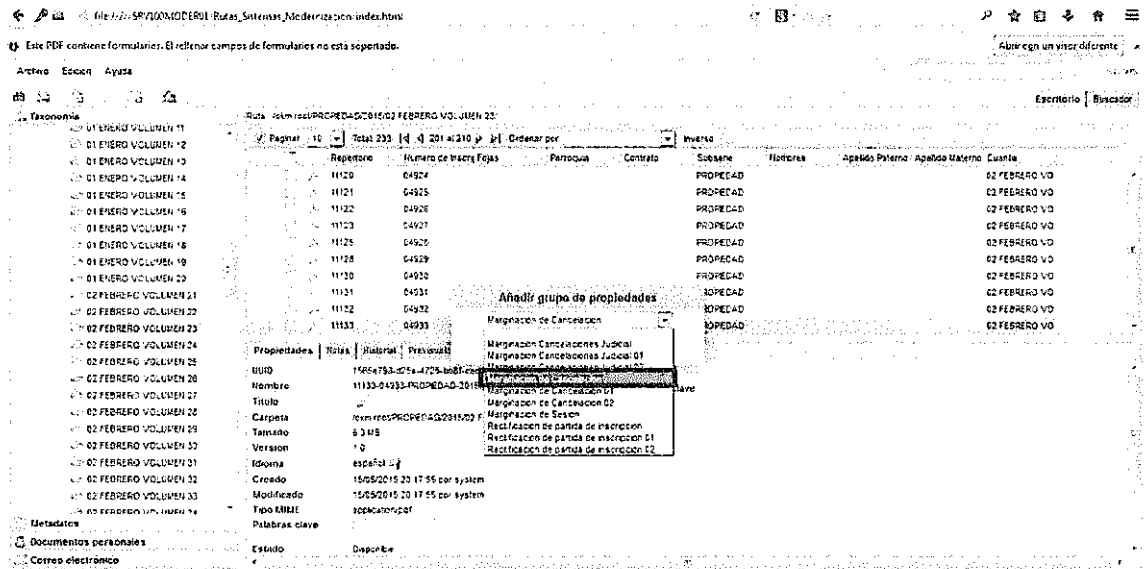 Este PDF contiene formularios. El rellenar campos de formularios no está soportado.
Abrir con un visor diferente
Archivo Edición Ayuda
Escritorio Buscador
Taxonomía
01 ENERO VOLUMEN 11
01 ENERO VOLUMEN 12
01 ENERO VOLUMEN 13
01 ENERO VOLUMEN 14
01 ENERO VOLUMEN 15
01 ENERO VOLUMEN 16
01 ENERO VOLUMEN 17
01 ENERO VOLUMEN 18
01 ENERO VOLUMEN 19
01 ENERO VOLUMEN 20
02 FEBRERO VOLUMEN 21
02 FEBRERO VOLUMEN 22
02 FEBRERO VOLUMEN 23
02 FEBRERO VOLUMEN 24
02 FEBRERO VOLUMEN 25
02 FEBRERO VOLUMEN 26
02 FEBRERO VOLUMEN 27
02 FEBRERO VOLUMEN 28
02 FEBRERO VOLUMEN 29
02 FEBRERO VOLUMEN 30
02 FEBRERO VOLUMEN 31
02 FEBRERO VOLUMEN 32
02 FEBRERO VOLUMEN 33
Metadatos
Documentos personales
Correo electrónico
Paginar 10 Total: 233 201 al 210 Ordenar por Inverso
Repertorio Numero de Inscrip Fojas Parroquia Contrato Subserie Nombres Apellido Paterno Apellido Materno Cuantia
11120 04924 PROPIEDAD 02 FEBRERO VO
11121 04925 PROPIEDAD 02 FEBRERO VO
11122 04926 PROPIEDAD 02 FEBRERO VO
11123 04927 PROPIEDAD 02 FEBRERO VO
11125 04928 PROPIEDAD 02 FEBRERO VO
11128 04929 PROPIEDAD 02 FEBRERO VO
11130 04930 PROPIEDAD 02 FEBRERO VO
11131 04931 02 FEBRERO VO
11132 04932 02 FEBRERO VO
11133 04933 02 FEBRERO VO
Añadir grupo de propiedades
Marginación de Cancelacion
Marginación Cancelaciones Judicial
Marginación Cancelaciones Judicial 01
Marginación de Cancelacion 01
Marginación de Cancelacion 02
Marginación de Sesion
Rectificación de partida de inscripción
Rectificación de partida de inscripción 01
Rectificación de partida de inscripción 02
Propiedades Notas Historial
UUID
Nombre
Titulo
Carpeta
Tamaño 6.3 MB
Version 1.0
Idioma español
Creado 15/05/2015 20:17:55 por system
Modificado 15/05/2015 20:17:55 por system
Tipo MIME application/pdf
Palabras clave
Estado Disponible